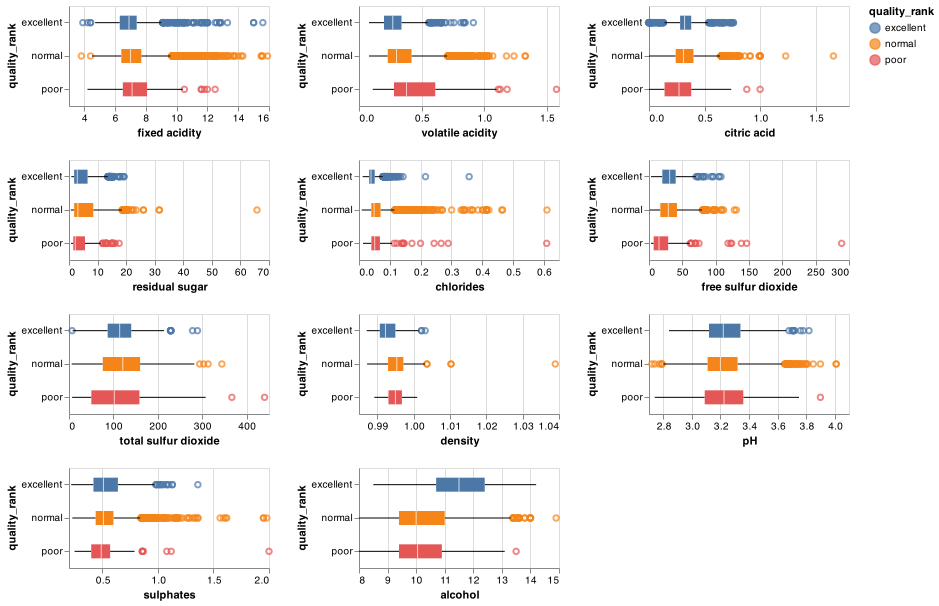 quality_rank
excellent
normal
poor
quality_rank
excellent
normal
poor
4 6 8 10 12 14 16
fixed acidity
quality_rank
excellent
normal
poor
0.0 0.5 1.0 1.5
volatile acidity
quality_rank
excellent
normal
poor
0.0 0.5 1.0 1.5
citric acid
quality_rank
excellent
normal
poor
0 10 20 30 40 50 60 70
residual sugar
quality_rank
excellent
normal
poor
0.0 0.1 0.2 0.3 0.4 0.5 0.6
chlorides
quality_rank
excellent
normal
poor
0 50 100 150 200 250 300
free sulfur dioxide
quality_rank
excellent
normal
poor
0 100 200 300 400
total sulfur dioxide
quality_rank
excellent
normal
poor
0.99 1.00 1.01 1.02 1.03 1.04
density
quality_rank
excellent
normal
poor
2.8 3.0 3.2 3.4 3.6 3.8 4.0
pH
quality_rank
excellent
normal
poor
0.5 1.0 1.5 2.0
sulphates
quality_rank
excellent
normal
poor
8 9 10 11 12 13 14 15
alcohol